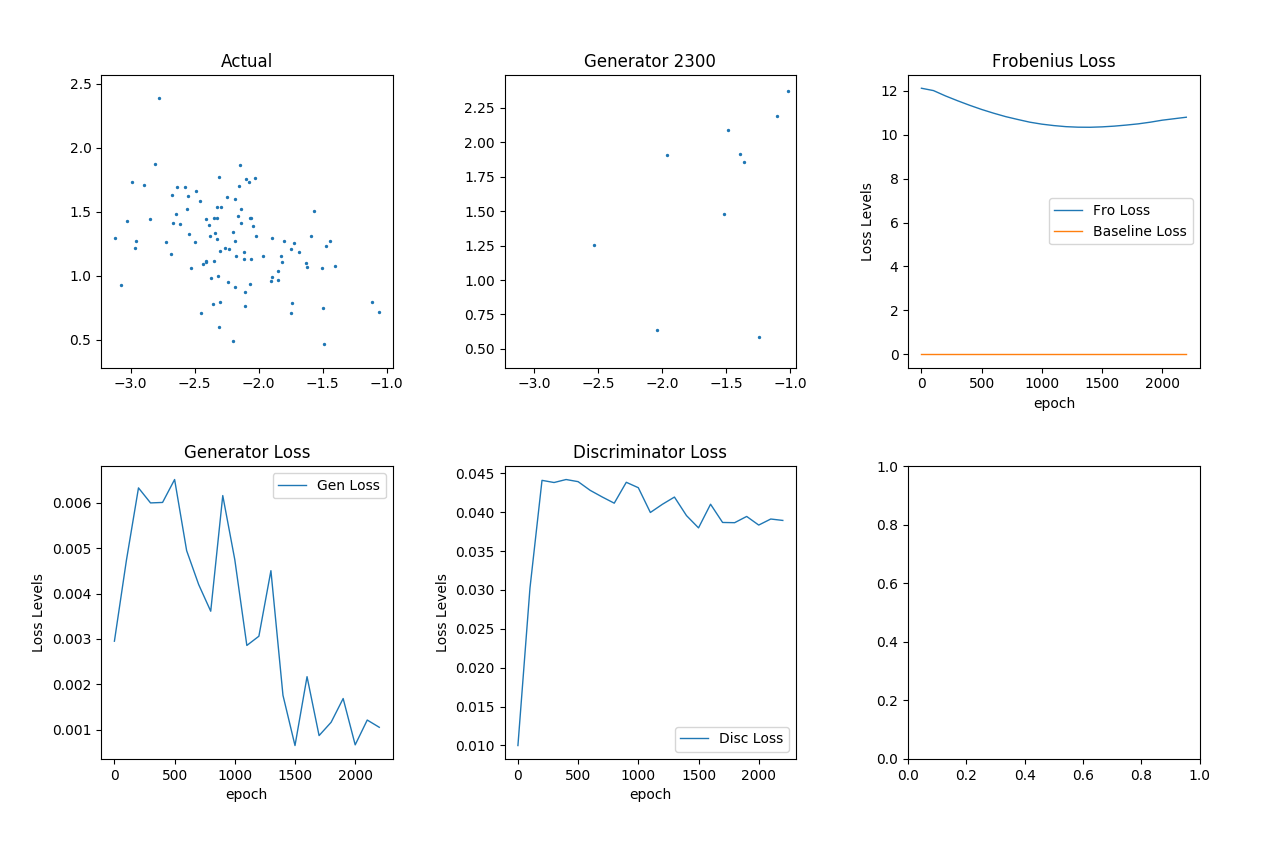 Actual
2.5
2.0
1.5
1.0
0.5
−3.0 −2.5 −2.0 −1.5 −1.0
Generator 2300
2.25
2.00
1.75
1.50
1.25
1.00
0.75
0.50
−3.0 −2.5 −2.0 −1.5 −1.0
Frobenius Loss
Loss Levels
12
10
8
6
4
2
0
Fro Loss
Baseline Loss
0 500 1000 1500 2000
epoch
Generator Loss
Loss Levels
0.006
0.005
0.004
0.003
0.002
0.001
Gen Loss
0 500 1000 1500 2000
epoch
Discriminator Loss
Loss Levels
0.045
0.040
0.035
0.030
0.025
0.020
0.015
0.010
Disc Loss
0 500 1000 1500 2000
epoch
1.0
0.8
0.6
0.4
0.2
0.0
0.0 0.2 0.4 0.6 0.8 1.0